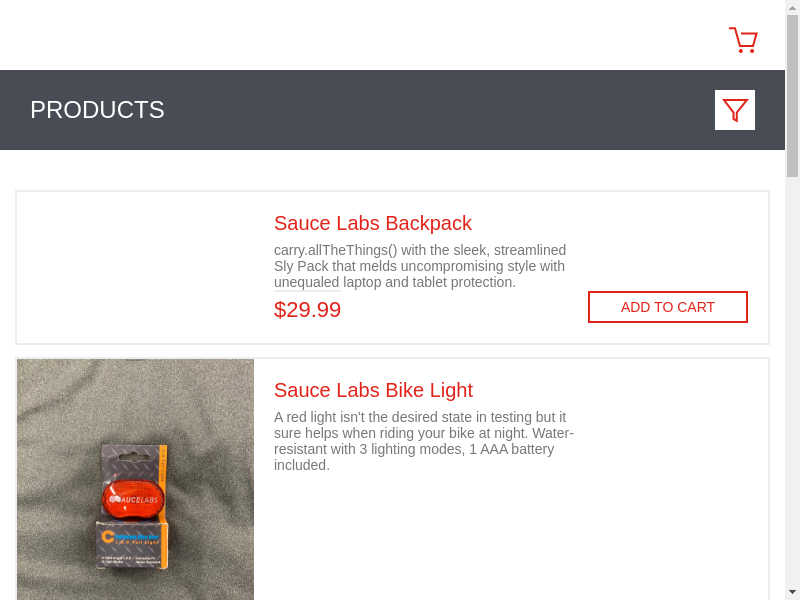 PRODUCTS
Sauce Labs Backpack
carry.allTheThings() with the sleek, streamlined
Sly Pack that melds uncompromising style with
unequaled laptop and tablet protection.
$29.99
ADD TO CART
Sauce Labs Bike Light
A red light isn't the desired state in testing but it
sure helps when riding your bike at night. Water-
resistant with 3 lighting modes, 1 AAA battery
included.
SAUCELABS